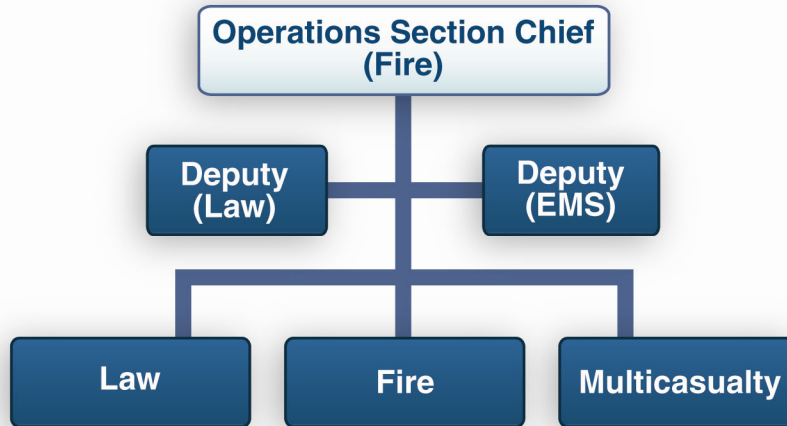 Operations Section Chief
(Fire)
Deputy
(Law)
Deputy
(EMS)
Law
Fire
Multicasualty